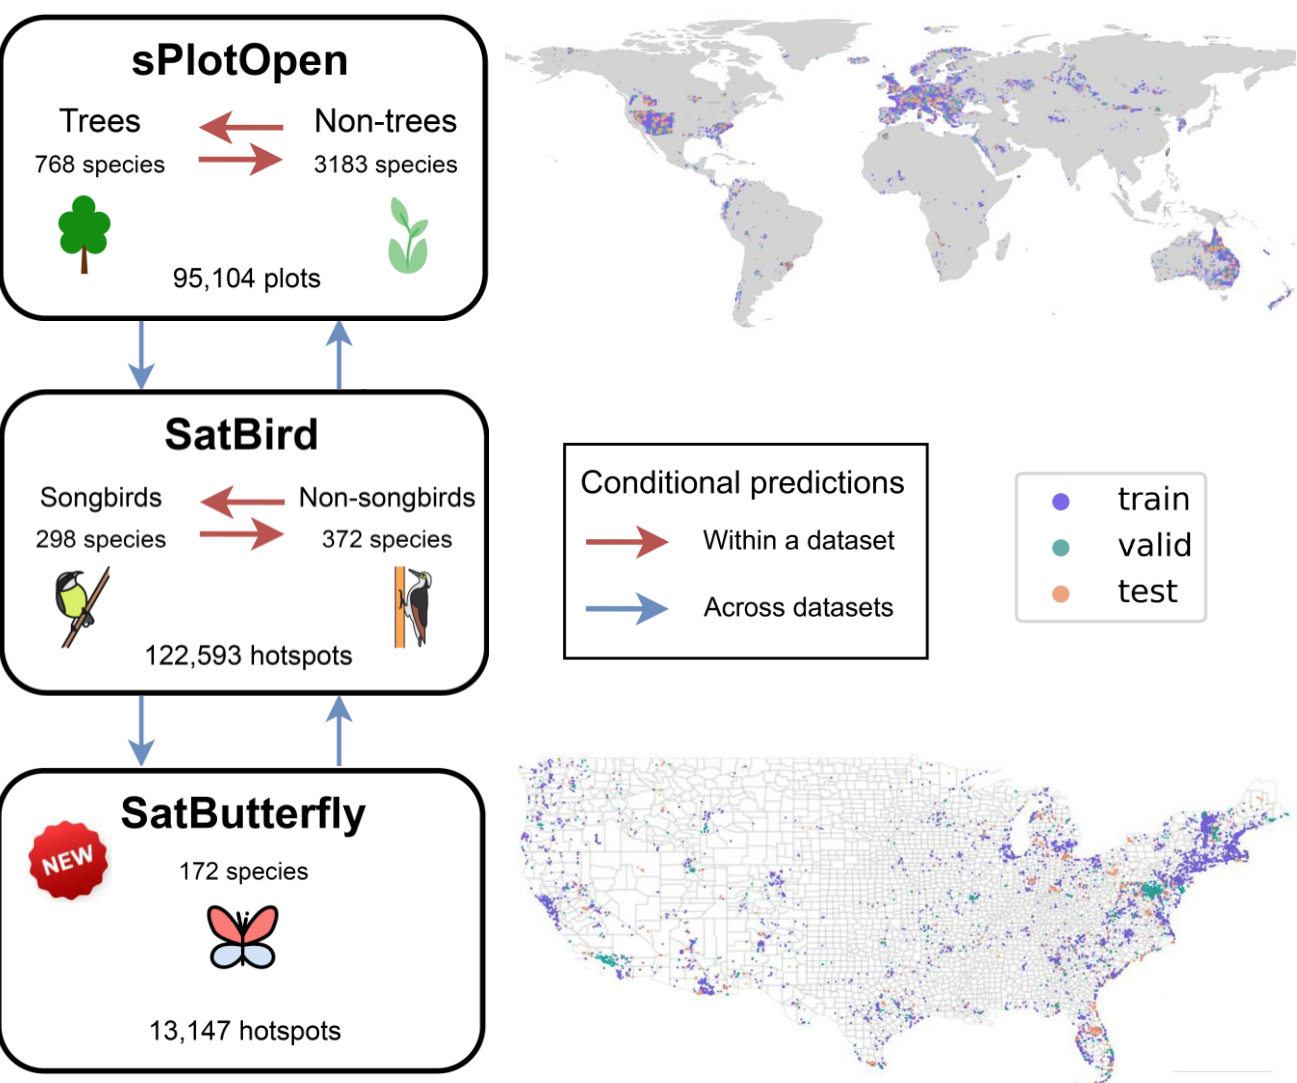 sPlotOpen
Trees
Non-trees
768 species
3183 species
95,104 plots
SatBird
Songbirds
Non-songbirds
298 species
372 species
122,593 hotspots
Conditional predictions
Within a dataset
Across datasets
train
valid
test
SatButterfly
NEW
172 species
13,147 hotspots